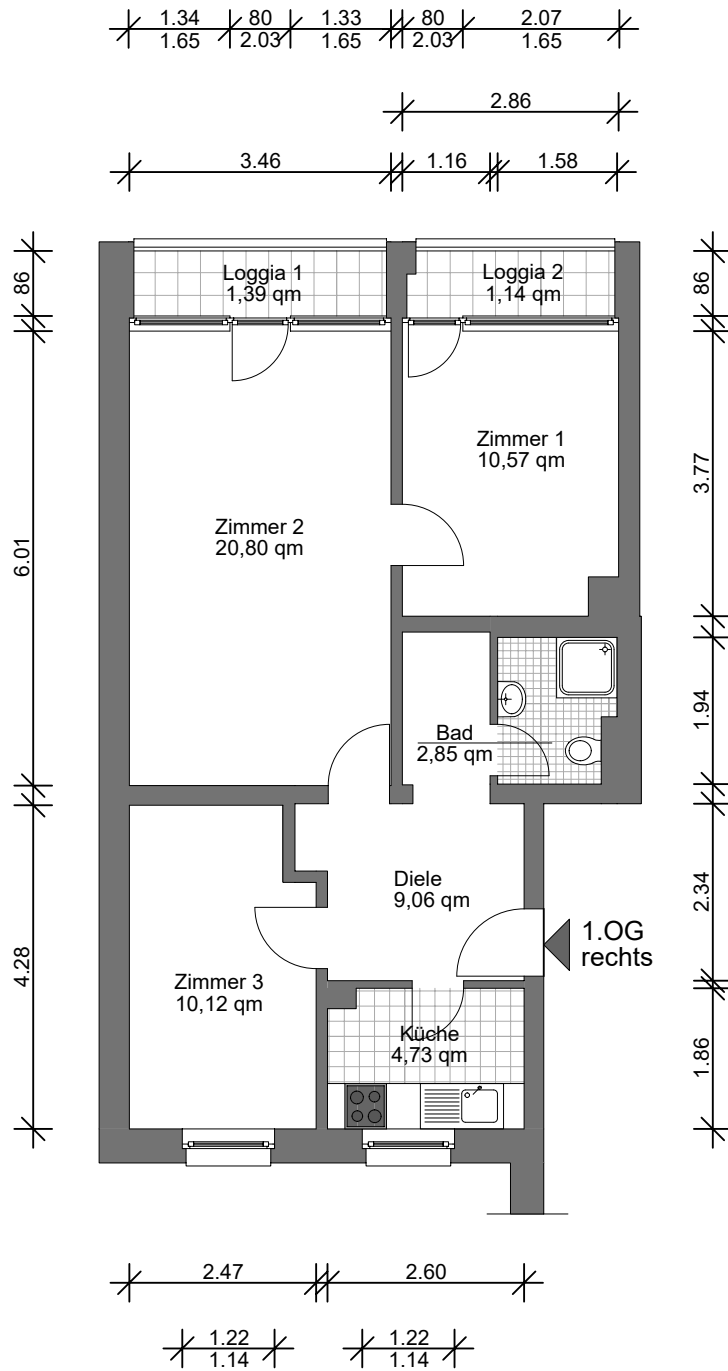 1.34 80 1.33 80 2.07
1.65 2.03 1.65 2.03 1.65
2.86
3.46 1.16 1.58
86 86
Loggia 1
1,39 qm
Loggia 2
1,14 qm
6.01
3.77
Zimmer 1
10,57 qm
Zimmer 2
20,80 qm
1.94
Bad
2,85 qm
4.28
2.34
Diele
9,06 qm
1.OG
rechts
Zimmer 3
10,12 qm
Küche
4,73 qm
1.86
2.47 2.60
1.22 1.22
1.14 1.14